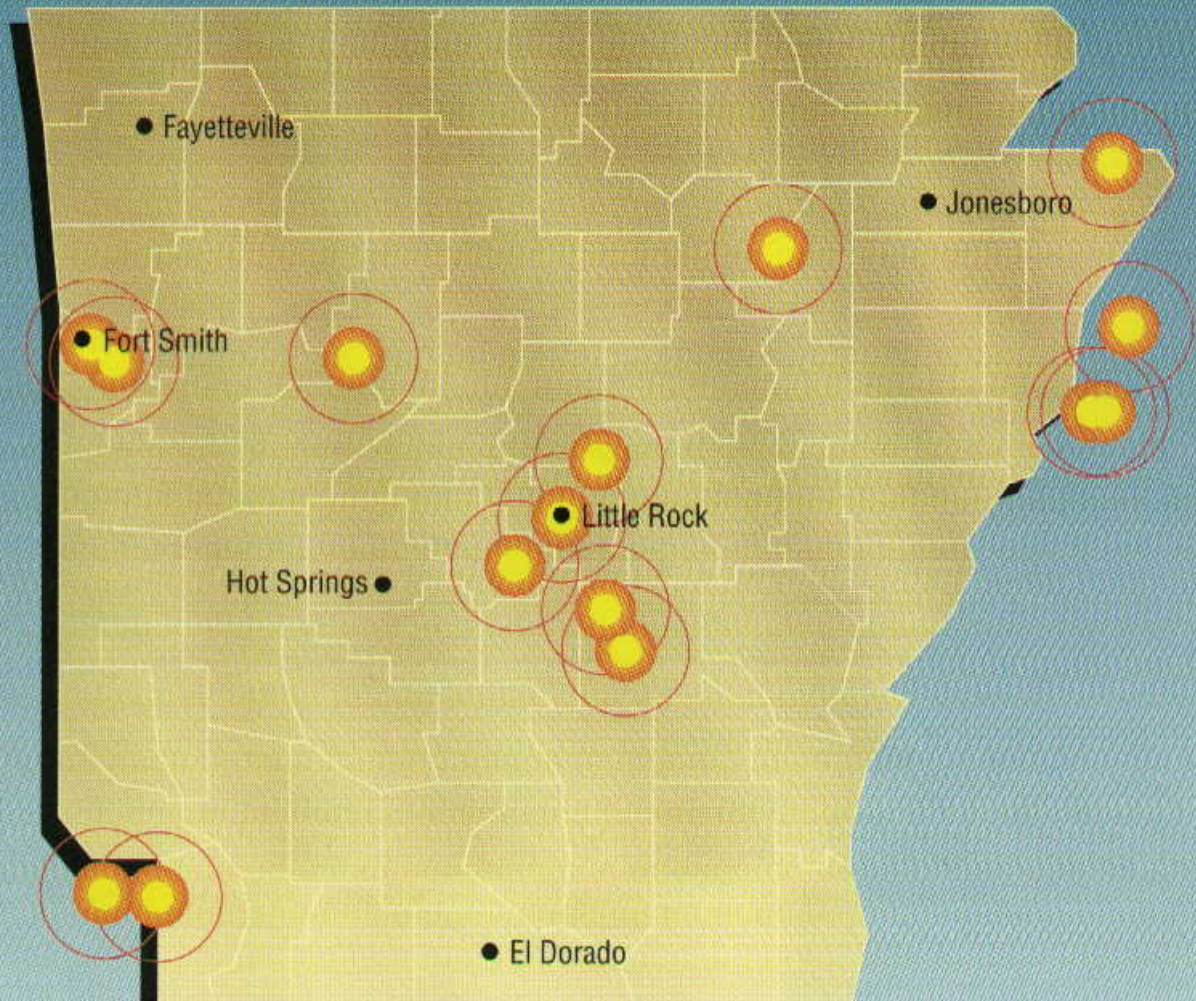 Fayetteville
Jonesboro
Fort Smith
Little Rock
Hot Springs
El Dorado